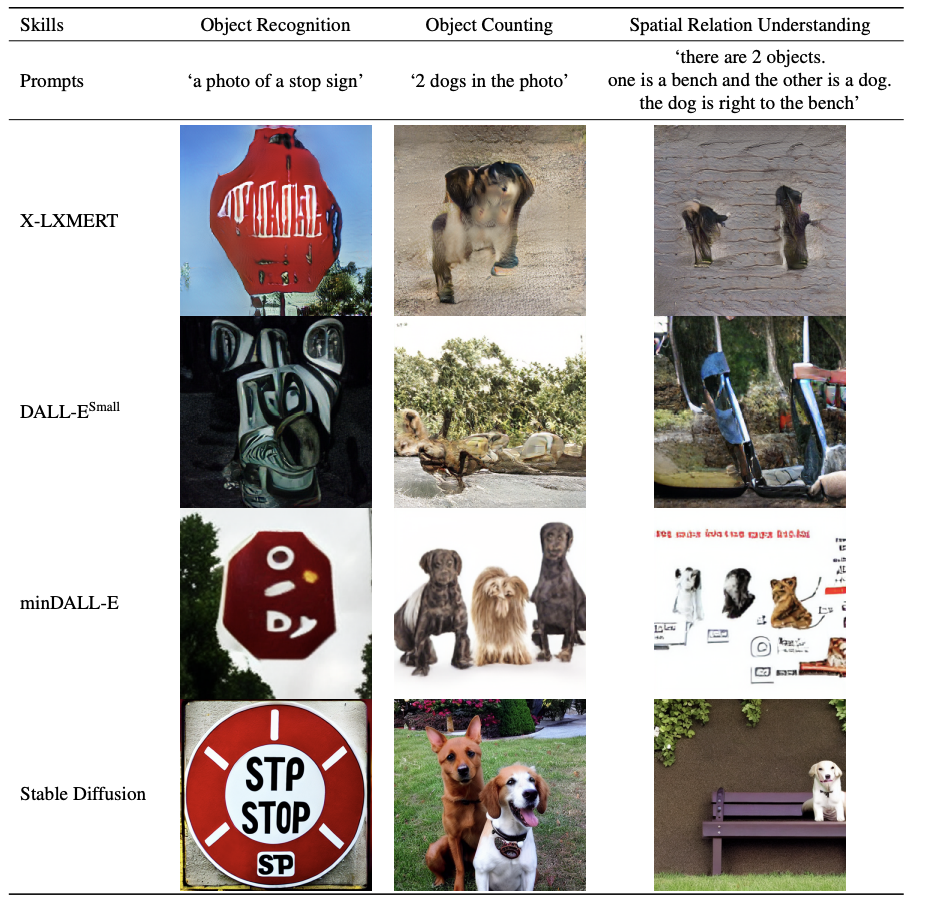 Skills Object Recognition Object Counting Spatial Relation Understanding
Prompts ‘a photo of a stop sign’ ‘2 dogs in the photo’ ‘there are 2 objects.
one is a bench and the other is a dog.
the dog is right to the bench’
X-LXMERT
DALL-E^Small
minDALL-E
O
DY
Stable Diffusion
STP
STOP
SP